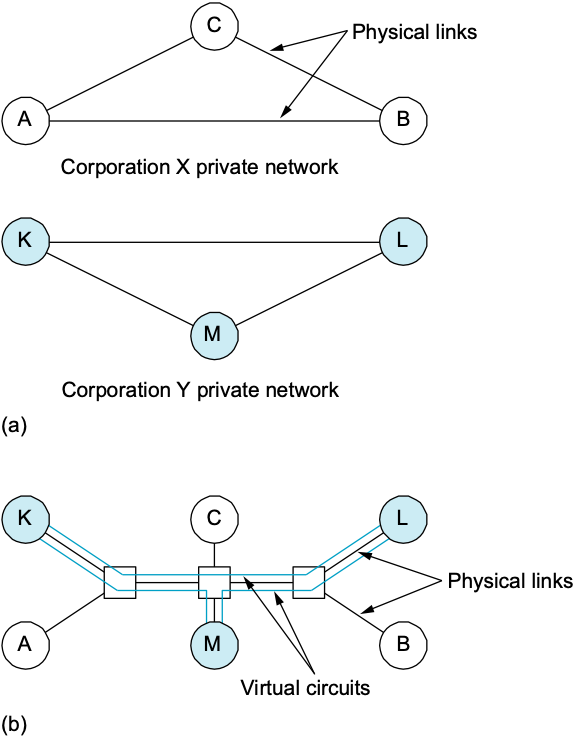 C
Physical links
A
B
Corporation X private network
K
L
M
Corporation Y private network
(a)
K
C
L
Physical links
A
M
B
Virtual circuits
(b)